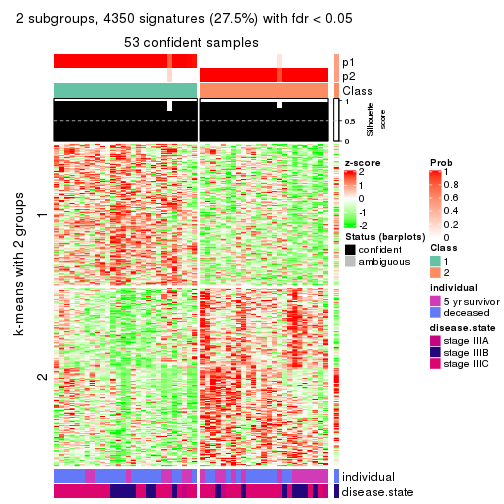 2 subgroups, 4350 signatures (27.5%) with fdr < 0.05
53 confident samples
p1
p2
Class
1
0.5
0
Silhouette
score
k-means with 2 groups
1
2
z-score
2
1
0
-1
-2
Status (barplots)
confident
ambiguous
Prob
1
0.8
0.6
0.4
0.2
0
Class
1
2
individual
5 yr survivor
deceased
disease.state
stage IIIA
stage IIIB
stage IIIC
individual
disease.state